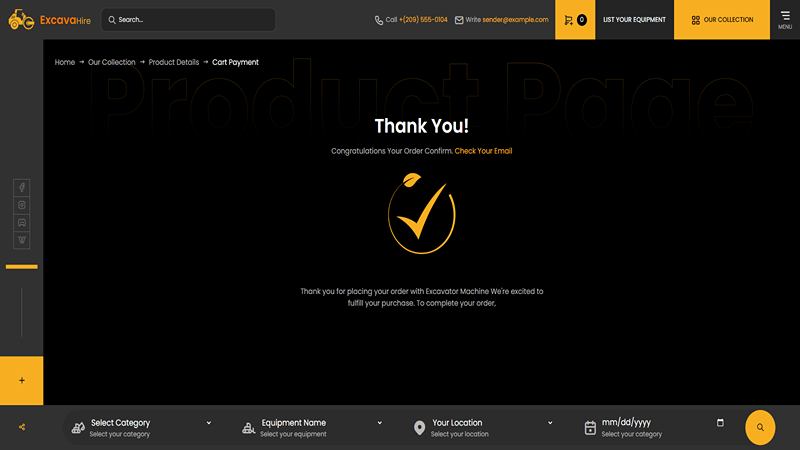 ExcavaHire
Search...
Call +(209) 555-0104
Write sender@example.com
0
LIST YOUR EQUIPMENT
OUR COLLECTION
MENU
Product Page
Home → Our Collection → Product Details → Cart Payment
Thank You!
Congratulations Your Order Confirm. Check Your Email
Thank you for placing your order with Excavator Machine We're excited to
fulfill your purchase. To complete your order,
+
Select Category
Select your category
Equipment Name
Select your equipment
Your Location
Select your location
mm/dd/yyyy
Select your category